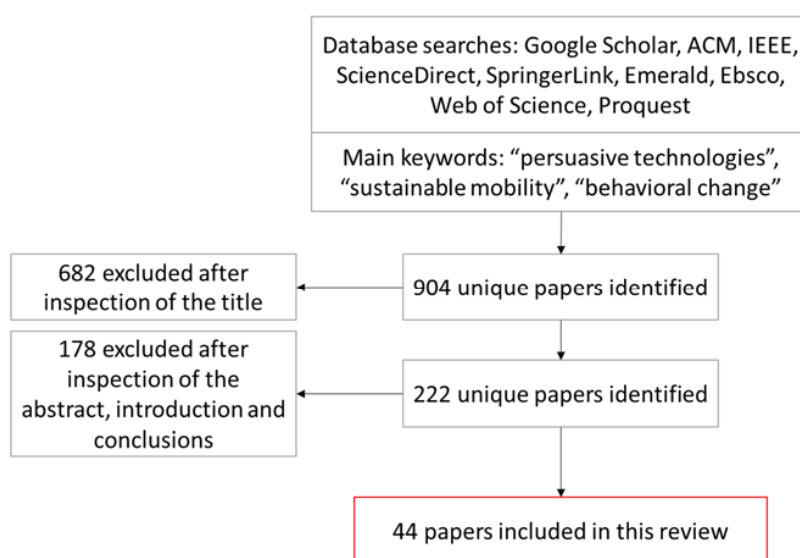 Database searches: Google Scholar, ACM, IEEE,
ScienceDirect, SpringerLink, Emerald, Ebsco,
Web of Science, Proquest
Main keywords: “persuasive technologies”,
“sustainable mobility”, “behavioral change”
682 excluded after
inspection of the title
904 unique papers identified
178 excluded after
inspection of the
abstract, introduction and
conclusions
222 unique papers identified
44 papers included in this review